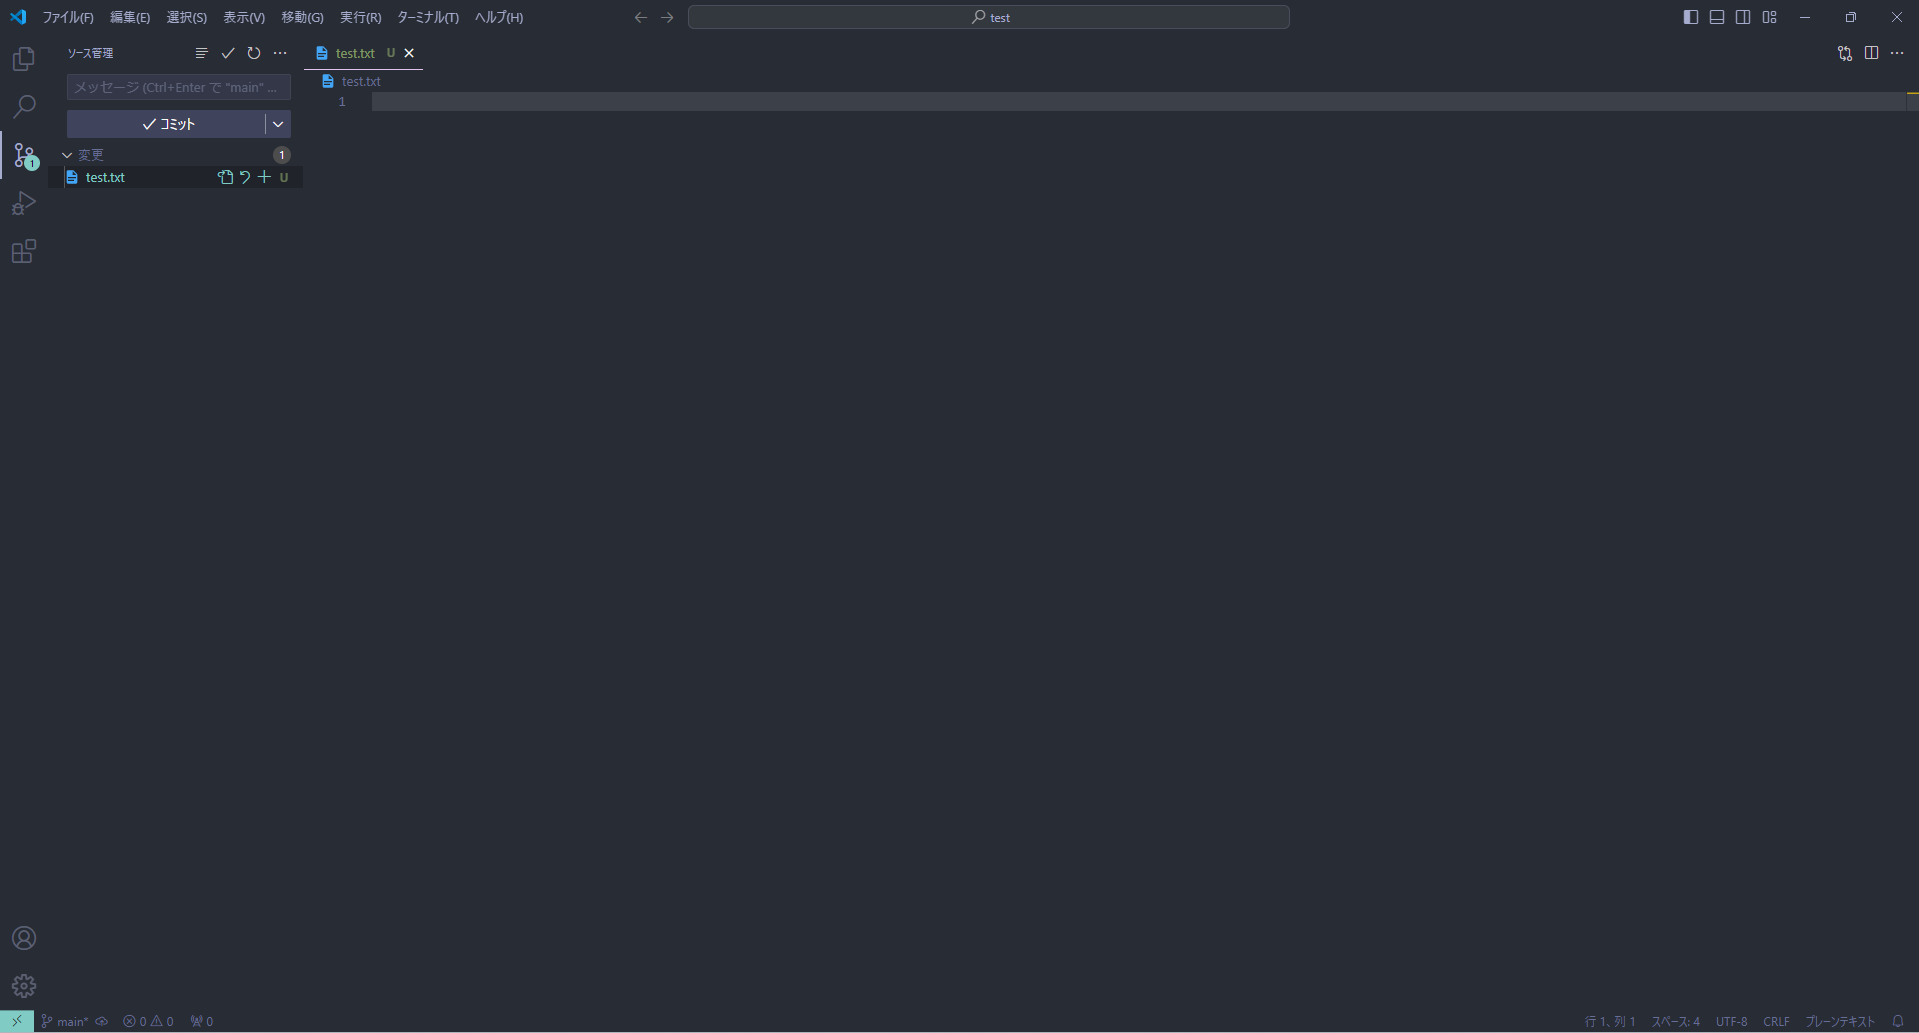 ファイル(F) 編集(E) 選択(S) 表示(V) 移動(G) 実行(R) ターミナル(T) ヘルプ(H) test
ソース管理 test.txt U
メッセージ (Ctrl+Enter で "main" ... test.txt
1
コミット
変更 1
1
test.txt U
main* 0 0 0 行 1、列 1 スペース: 4 UTF-8 CRLF プレーンテキスト